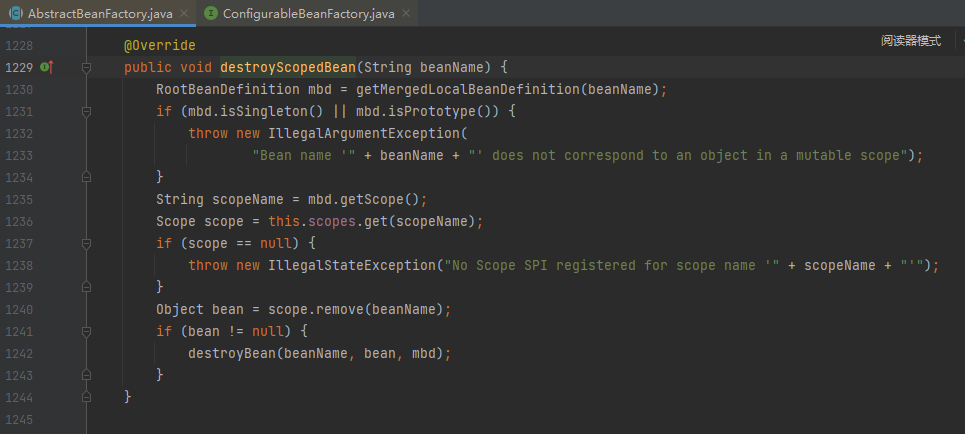 AbstractBeanFactory.java
ConfigurableBeanFactory.java
阅读器模式
1228 @Override
1229 public void destroyScopedBean(String beanName) {
1230 RootBeanDefinition mbd = getMergedLocalBeanDefinition(beanName);
1231 if (mbd.isSingleton() || mbd.isPrototype()) {
1232 throw new IllegalArgumentException(
1233 "Bean name '" + beanName + "' does not correspond to an object in a mutable scope");
1234 }
1235 String scopeName = mbd.getScope();
1236 Scope scope = this.scopes.get(scopeName);
1237 if (scope == null) {
1238 throw new IllegalStateException("No Scope SPI registered for scope name '" + scopeName + "'");
1239 }
1240 Object bean = scope.remove(beanName);
1241 if (bean != null) {
1242 destroyBean(beanName, bean, mbd);
1243 }
1244 }
1245